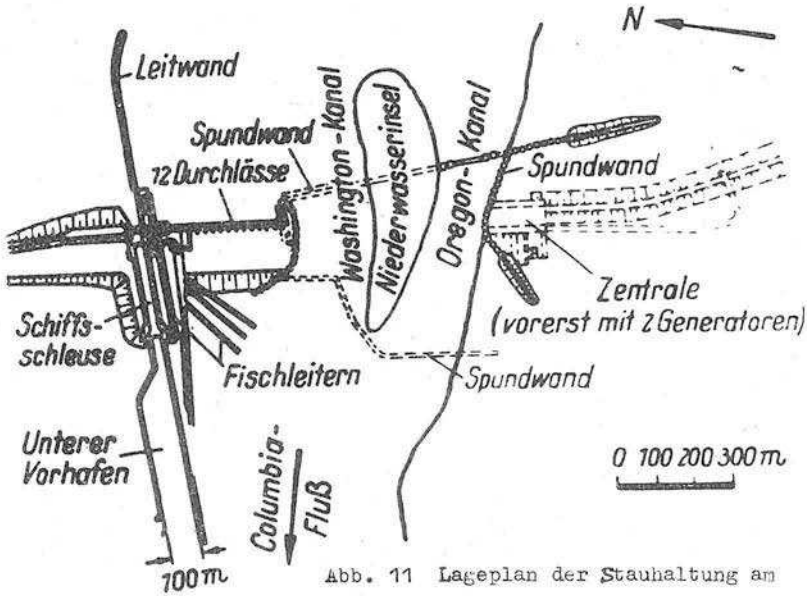 N
Leitwand
Spundwand
12 Durchlässe
Washington-Kanal
Niederwasserinsel
Oregon-Kanal
Spundwand
Zentrale
(vorerst mit 2 Generatoren)
Schiffs-
schleuse
Fischleitern
Spundwand
Unterer
Vorhafen
Columbia-
Fluß
0 100 200 300 m
100 m
Abb. 11 Lageplan der Stauhaltung am